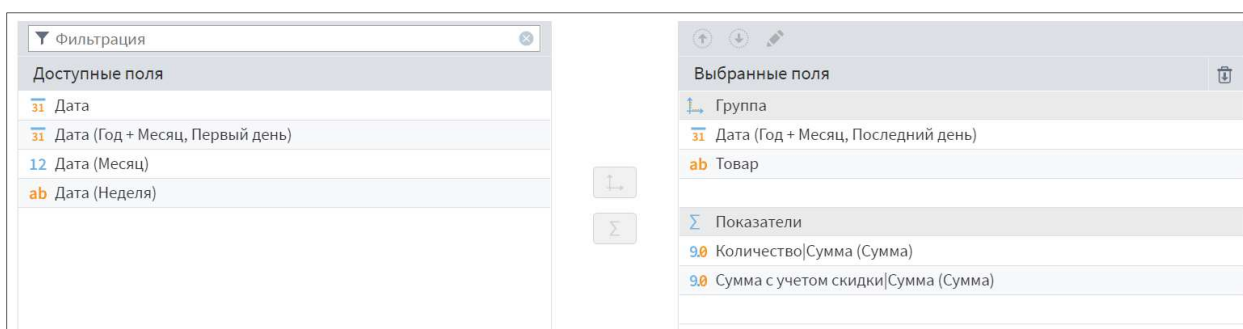 Фильтрация
Доступные поля
31 Дата
31 Дата (Год + Месяц, Первый день)
12 Дата (Месяц)
ab Дата (Неделя)
Выбранные поля
Группа
31 Дата (Год + Месяц, Последний день)
ab Товар
Σ Показатели
9.0 Количество|Сумма (Сумма)
9.0 Сумма с учетом скидки|Сумма (Сумма)
Σ